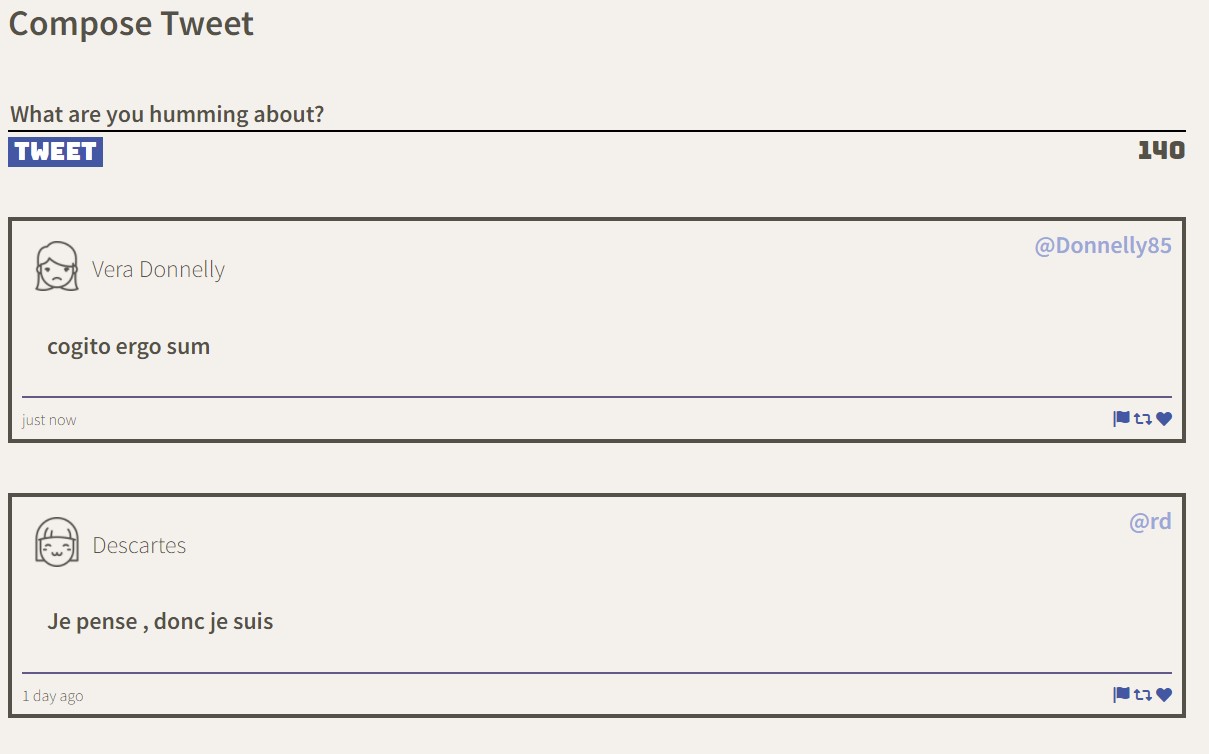 Compose Tweet
What are you humming about?
TWEET 140
@Donnelly85
Vera Donnelly
cogito ergo sum
just now
@rd
Descartes
Je pense , donc je suis
1 day ago